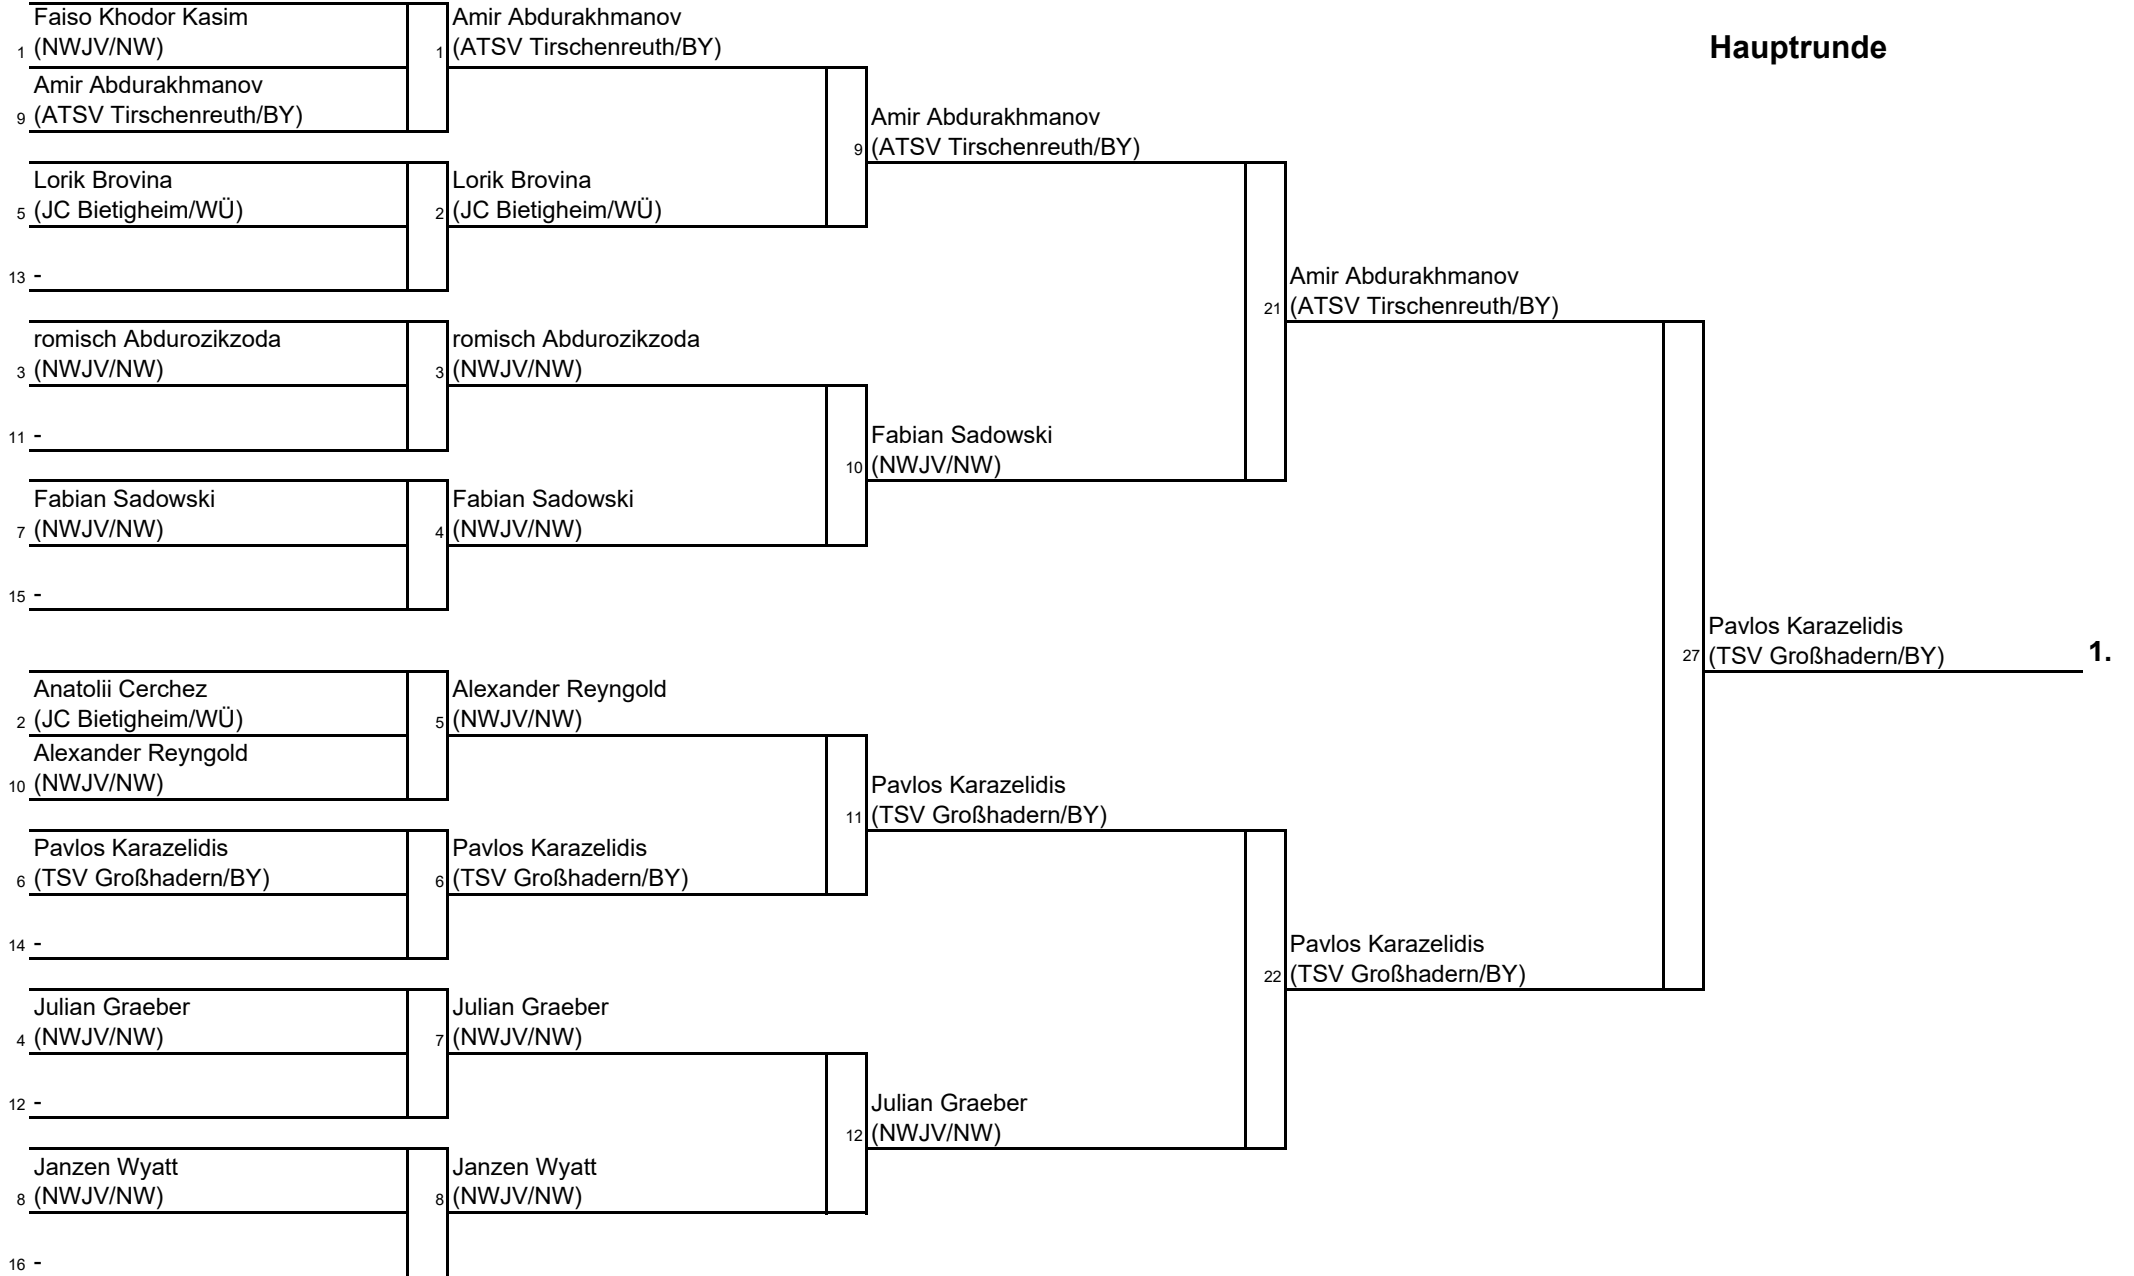 Hauptrunde
Faiso Khodor Kasim
1 (NWJV/NW)
Amir Abdurakhmanov
9 (ATSV Tirschenreuth/BY)
Lorik Brovina
5 (JC Bietigheim/WÜ)
13 -
romisch Abdurozikzoda
3 (NWJV/NW)
11 -
Fabian Sadowski
7 (NWJV/NW)
15 -
Anatolii Cerchez
2 (JC Bietigheim/WÜ)
Alexander Reyngold
10 (NWJV/NW)
Pavlos Karazelidis
6 (TSV Großhadern/BY)
14 -
Julian Graeber
4 (NWJV/NW)
12 -
Janzen Wyatt
8 (NWJV/NW)
16 -
Amir Abdurakhmanov
1 (ATSV Tirschenreuth/BY)
Lorik Brovina
2 (JC Bietigheim/WÜ)
romisch Abdurozikzoda
3 (NWJV/NW)
Fabian Sadowski
4 (NWJV/NW)
Alexander Reyngold
5 (NWJV/NW)
Pavlos Karazelidis
6 (TSV Großhadern/BY)
Julian Graeber
7 (NWJV/NW)
Janzen Wyatt
8 (NWJV/NW)
Amir Abdurakhmanov
9 (ATSV Tirschenreuth/BY)
Fabian Sadowski
10 (NWJV/NW)
Pavlos Karazelidis
11 (TSV Großhadern/BY)
Julian Graeber
12 (NWJV/NW)
Amir Abdurakhmanov
21 (ATSV Tirschenreuth/BY)
Pavlos Karazelidis
22 (TSV Großhadern/BY)
Pavlos Karazelidis
27 (TSV Großhadern/BY) 1.